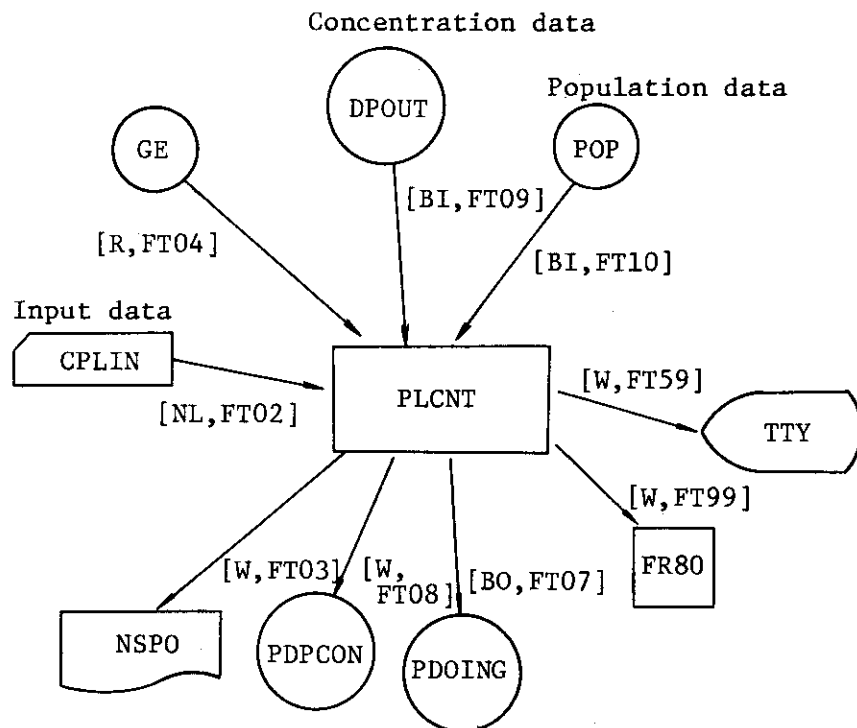 Concentration data
DPOUT
Population data
GE
POP
[BI,FT09]
[R,FT04]
[BI,FT10]
Input data
CPLIN
[NL,FT02]
PLCNT
[W,FT59]
TTY
[W,FT99]
FR80
[W,FT03]
[W,
FT08]
[BO,FT07]
NSPO
PDPCON
PDOING